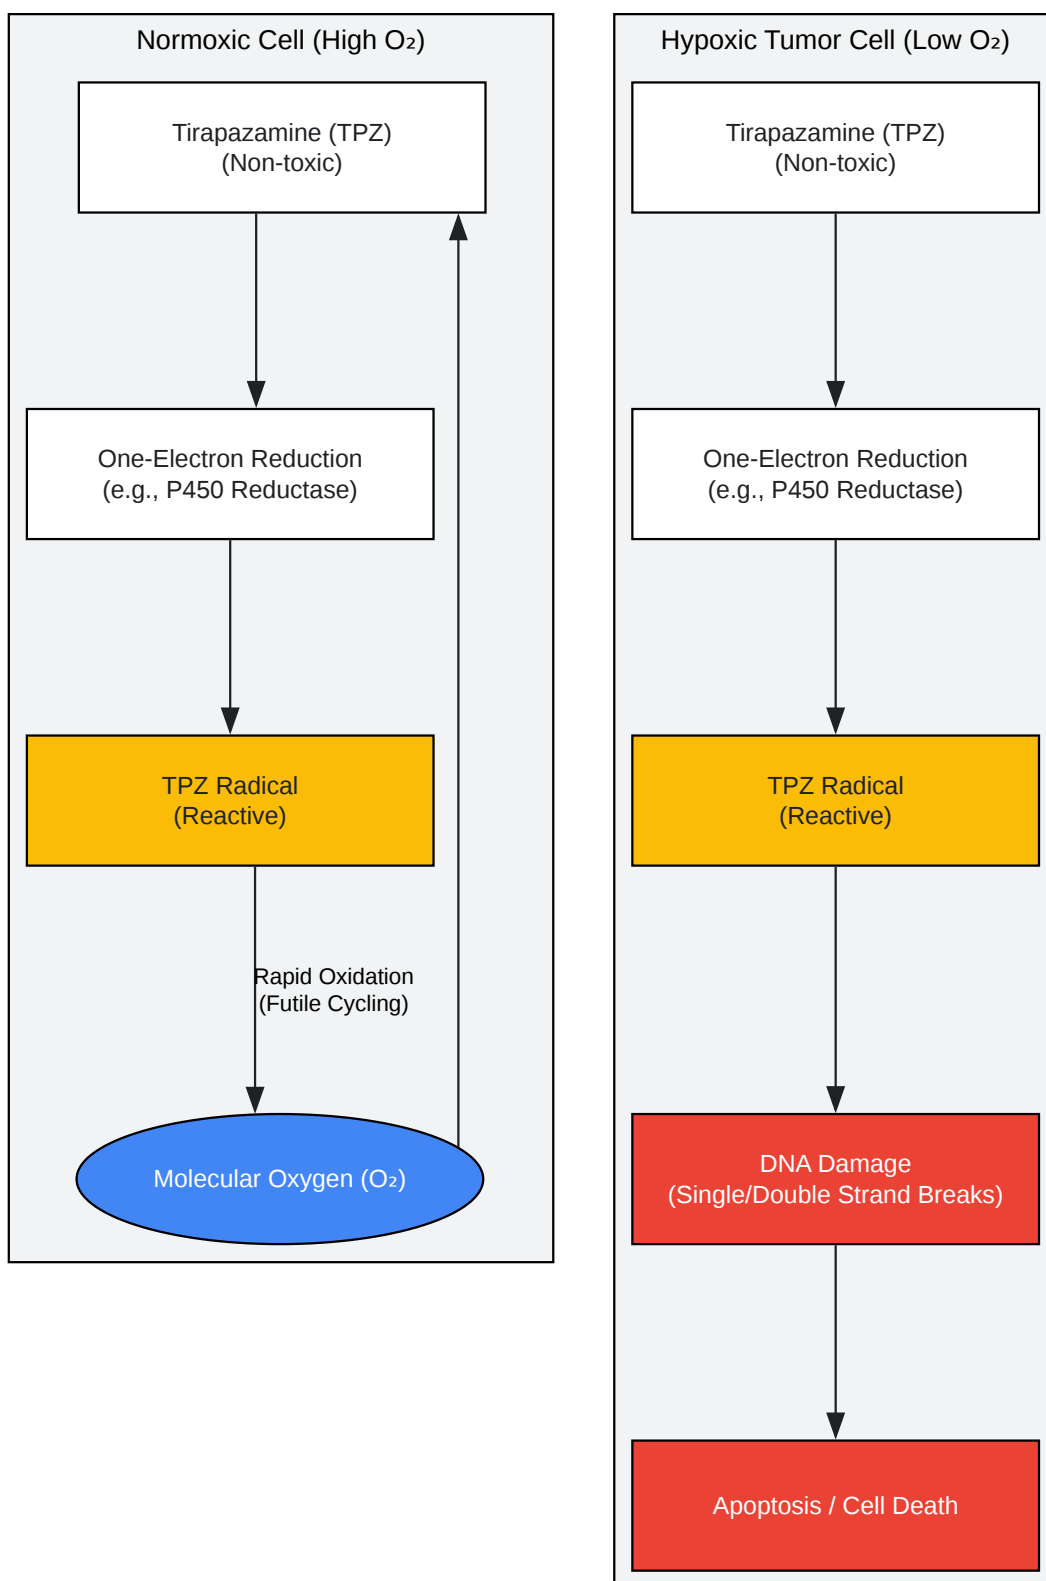 Normoxic Cell (High O₂)
Tirapazamine (TPZ)
(Non-toxic)
One-Electron Reduction
(e.g., P450 Reductase)
TPZ Radical
(Reactive)
Rapid Oxidation
(Futile Cycling)
Molecular Oxygen (O₂)
Hypoxic Tumor Cell (Low O₂)
Tirapazamine (TPZ)
(Non-toxic)
One-Electron Reduction
(e.g., P450 Reductase)
TPZ Radical
(Reactive)
DNA Damage
(Single/Double Strand Breaks)
Apoptosis / Cell Death